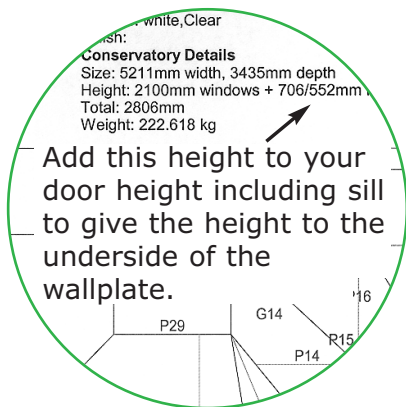 white,Clear
Conservatory Details
Size: 5211mm width, 3435mm depth
Height: 2100mm windows + 706/552mm
Total: 2806mm
Weight: 222.618 kg
Add this height to your
door height including sill
to give the height to the
underside of the
wallplate.
P16
G14
P29
P15
P14